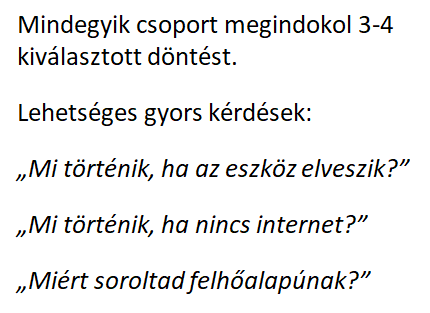 Mindegyik csoport megindokol 3-4
kiválasztott döntést.
Lehetséges gyors kérdések:
„Mi történik, ha az eszköz elveszik?”
„Mi történik, ha nincs internet?”
„Miért soroltad felhőalapúnak?”